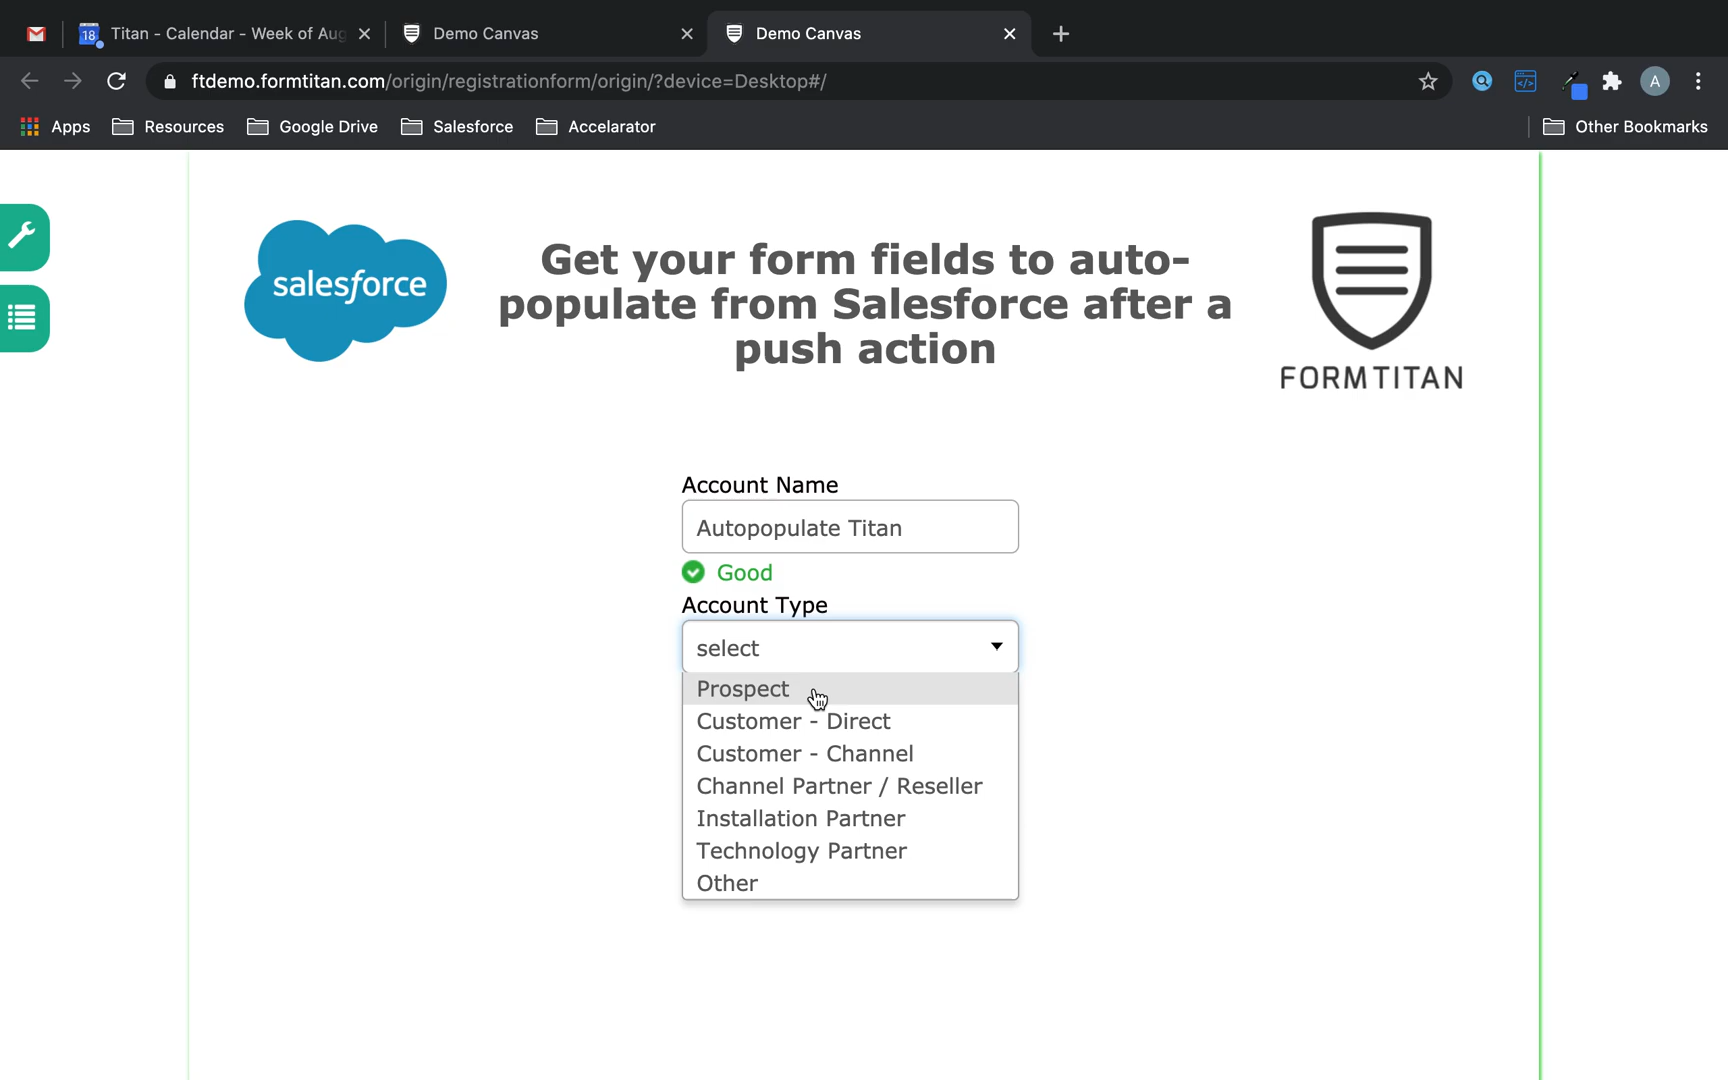 Titan - Calendar - Week of Aug
Demo Canvas
Demo Canvas
18
ftdemo.formtitan.com/origin/registrationform/origin/?device=Desktop#/
A
Apps
Resources
Google Drive
Salesforce
Accelarator
Other Bookmarks
salesforce
Get your form fields to auto-
populate from Salesforce after a
push action
FORMTITAN
Account Name
Autopopulate Titan
Good
Account Type
select
Prospect
Customer - Direct
Customer - Channel
Channel Partner / Reseller
Installation Partner
Technology Partner
Other